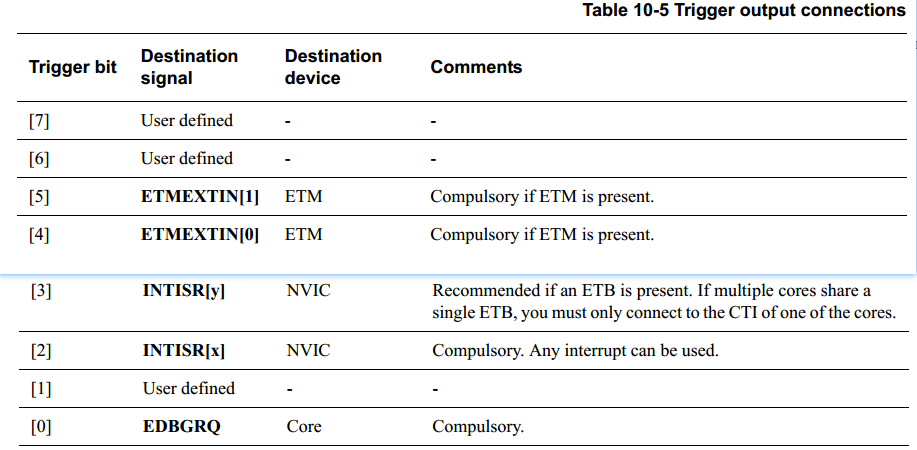 Table 10-5 Trigger output connections
Trigger bit Destination signal Destination device Comments
[7] User defined - -
[6] User defined - -
[5] ETMEXTIN[1] ETM Compulsory if ETM is present.
[4] ETMEXTIN[0] ETM Compulsory if ETM is present.
[3] INTISR[y] NVIC Recommended if an ETB is present. If multiple cores share a
single ETB, you must only connect to the CTI of one of the cores.
[2] INTISR[x] NVIC Compulsory. Any interrupt can be used.
[1] User defined - -
[0] EDBGRQ Core Compulsory.